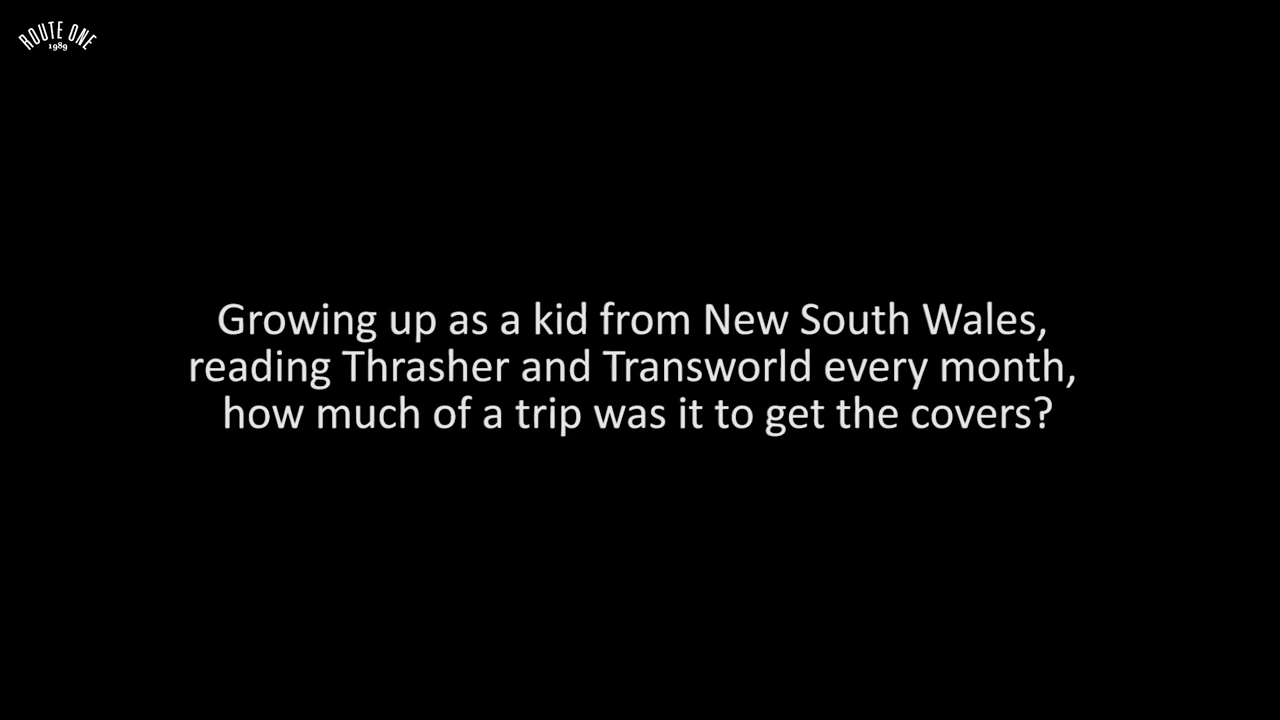 ROUTE ONE
1989
Growing up as a kid from New South Wales,
reading Thrasher and Transworld every month,
how much of a trip was it to get the covers?